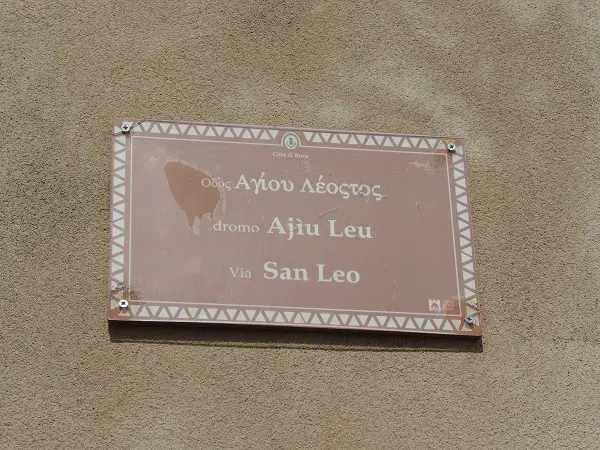 Città di Bova
Οδός Αγίου Λέοςτος
dromo Ajìu Leu
Via San Leo